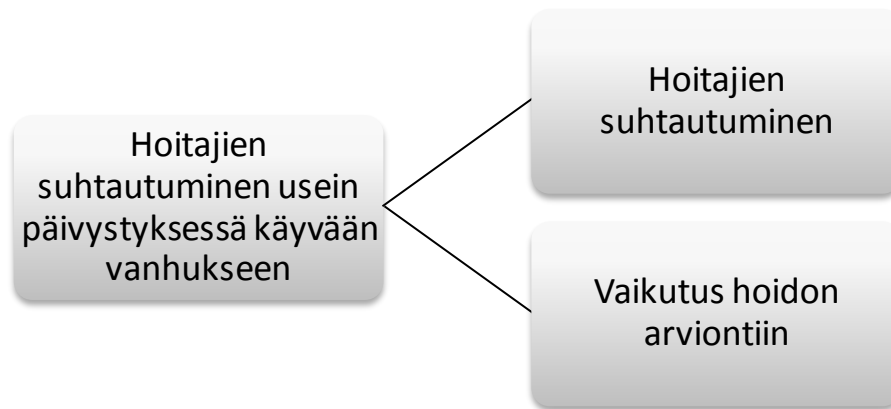 Hoitajien
suhtautuminen usein
päivystyksessä käyvään
vanhukseen
Hoitajien
suhtautuminen
Vaikutus hoidon
arviontiin